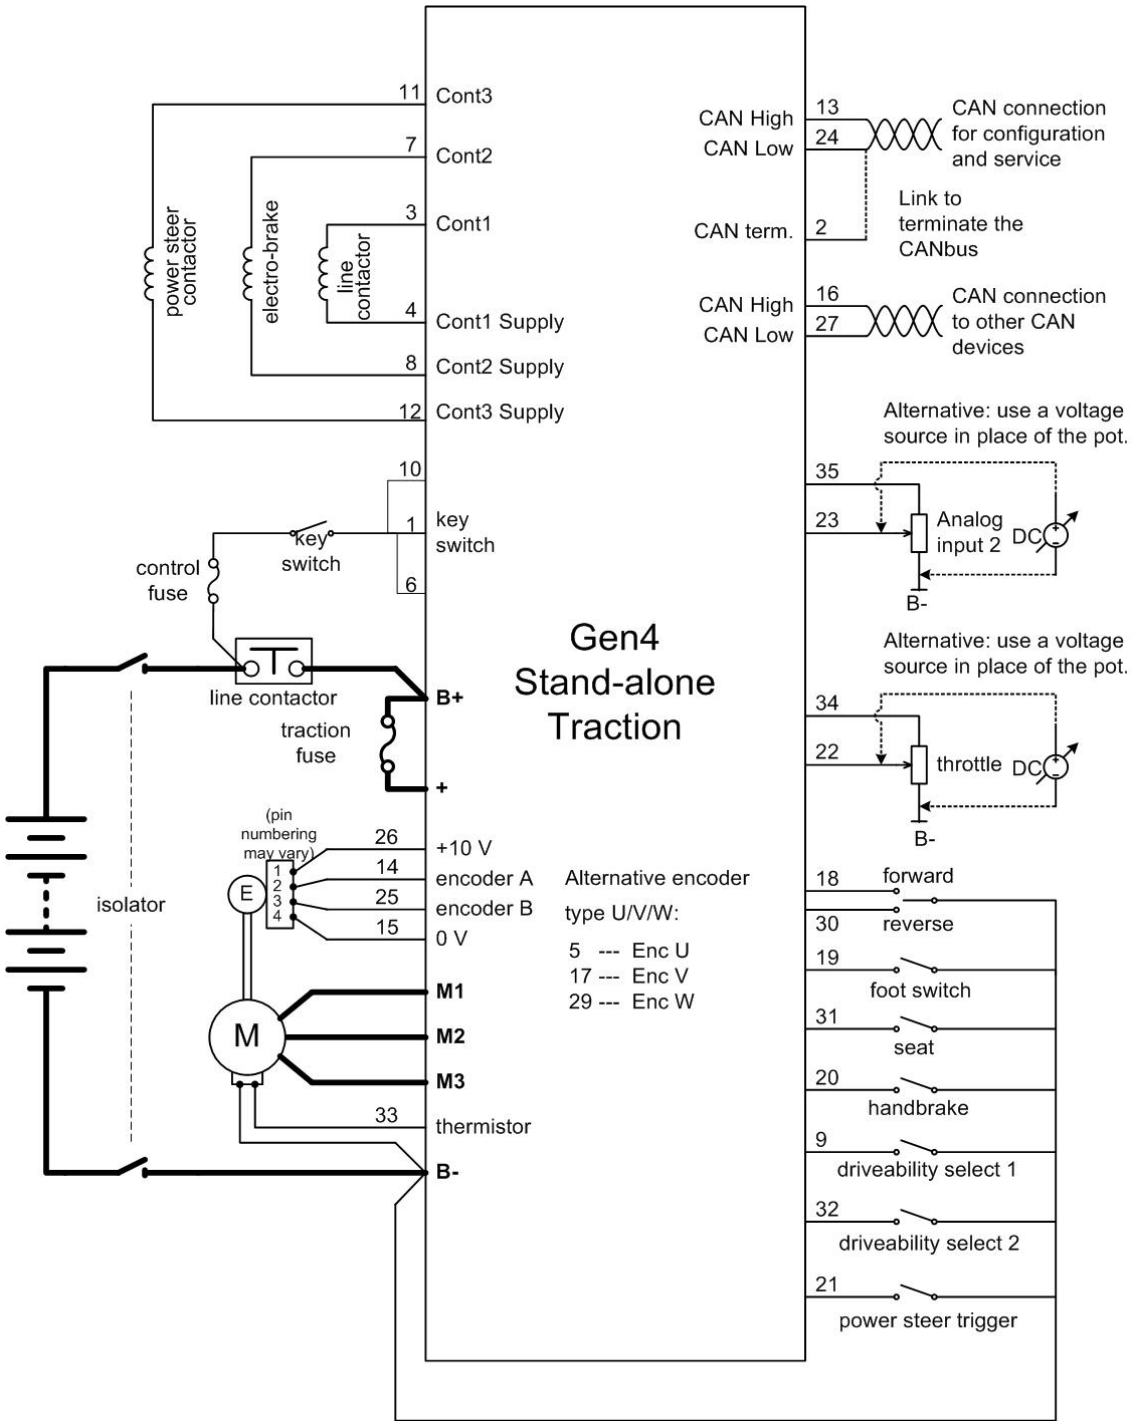 11 Cont3
7 Cont2
3 Cont1
power steer
contactor
electro-brake
line
contactor
4 Cont1 Supply
8 Cont2 Supply
12 Cont3 Supply
10
1 key
switch
key
switch
6
control
fuse
line contactor
B+
traction
fuse
+
(pin
numbering
may vary)
26 +10 V
14 encoder A
25 encoder B
15 0 V
1
2
3
4
E
isolator
M1
M
M2
M3
33 thermistor
B-
Gen4
Stand-alone
Traction
Alternative encoder
type U/V/W:
5 --- Enc U
17 --- Enc V
29 --- Enc W
CAN High 13
CAN Low 24
CAN connection
for configuration
and service
CAN term. 2
Link to
terminate the
CANbus
CAN High 16
CAN Low 27
CAN connection
to other CAN
devices
Alternative: use a voltage
source in place of the pot.
35
23
Analog
input 2
DC
+
−
B-
Alternative: use a voltage
source in place of the pot.
34
22
throttle
DC
+
−
B-
18 forward
30 reverse
19
foot switch
31
seat
20
handbrake
9
driveability select 1
32
driveability select 2
21
power steer trigger